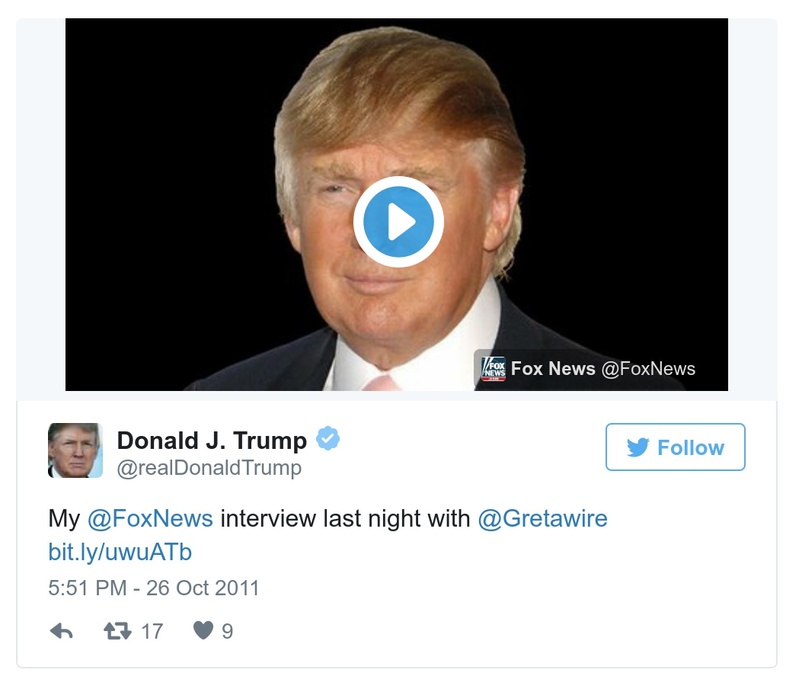 FOX
NEWS
Fox News @FoxNews
Donald J. Trump
@realDonaldTrump
Follow
My @FoxNews interview last night with @Gretawire
bit.ly/uwuATb
5:51 PM - 26 Oct 2011
17 9